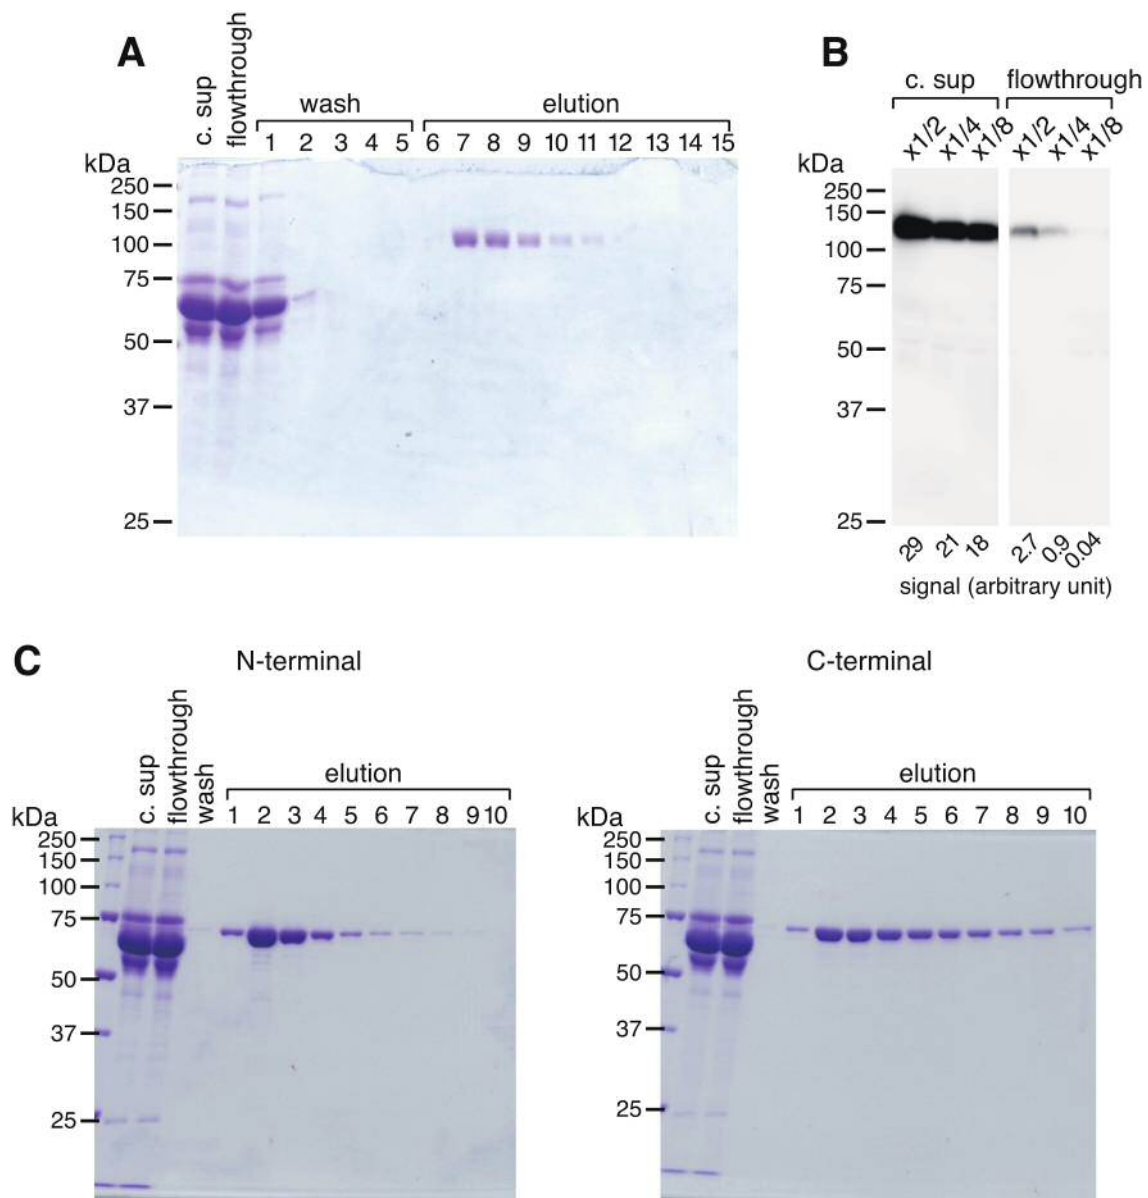 A
c. sup
flowthrough
wash
elution
1 2 3 4 5 6 7 8 9 10 11 12 13 14 15
kDa
250
150
100
75
50
37
25
B
c. sup flowthrough
x1/2 x1/4 x1/8 x1/2 x1/4 x1/8
kDa
250
150
100
75
50
37
25
29 21 18 2.7 0.9 0.04
signal (arbitrary unit)
C
N-terminal
c. sup
flowthrough
wash
elution
kDa 1 2 3 4 5 6 7 8 9 10
250
150
100
75
50
37
25
C-terminal
c. sup
flowthrough
wash
elution
kDa 1 2 3 4 5 6 7 8 9 10
250
150
100
75
50
37
25